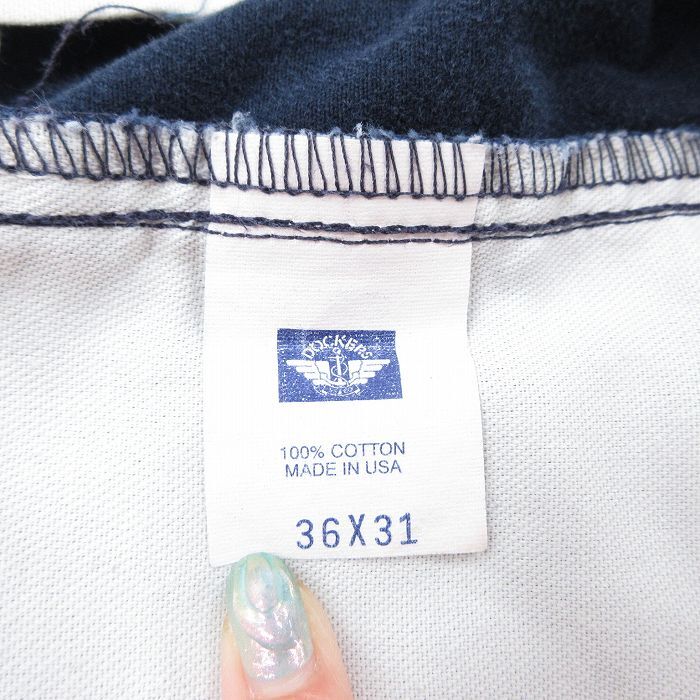 DOCKERS
100% COTTON
MADE IN USA
36X31